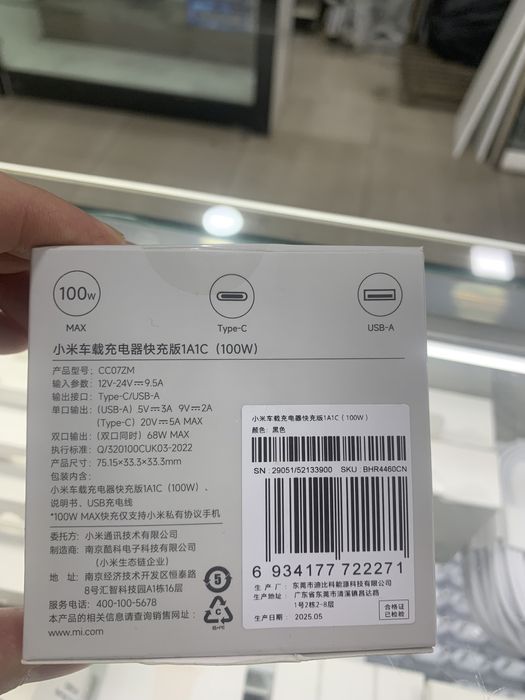 100w
MAX
Type-C
USB-A
小米车载充电器快充版1A1C（100W）
产品型号： CC07ZM
输入参数： 12V-24V⎓9.5A
输出接口： Type-C/USB-A
单口输出： (USB-A) 5V⎓3A 9V⎓2A
(Type-C) 20V⎓5A MAX
双口输出： (双口同时) 68W MAX
执行标准： Q/320100CUK03-2022
产品尺寸： 75.15×33.3×33.3mm
包装内含：
小米车载充电器快充版1A1C（100W）、
说明书、USB充电线
*100W MAX快充仅支持小米私有协议手机
委托方： 小米通讯技术有限公司
制造商： 南京酷科电子科技有限公司
（小米生态链企业）
地 址： 南京经济技术开发区恒泰路
8号汇智科技园A1栋16层
服务电话： 400-100-5678
本产品的相关信息请查询销售网址：
www.mi.com
5
C
小米车载充电器快充版1A1C（100W）
颜色：黑色
SN : 29051/52133900 SKU : BHR4460CN
6 934177 722271
生 产 厂： 东莞市迪比科能源科技有限公司
生产地址： 广东省东莞市清溪镇昌达路
1号2栋2-8层
生产日期： 2025.05
合格证
已检验